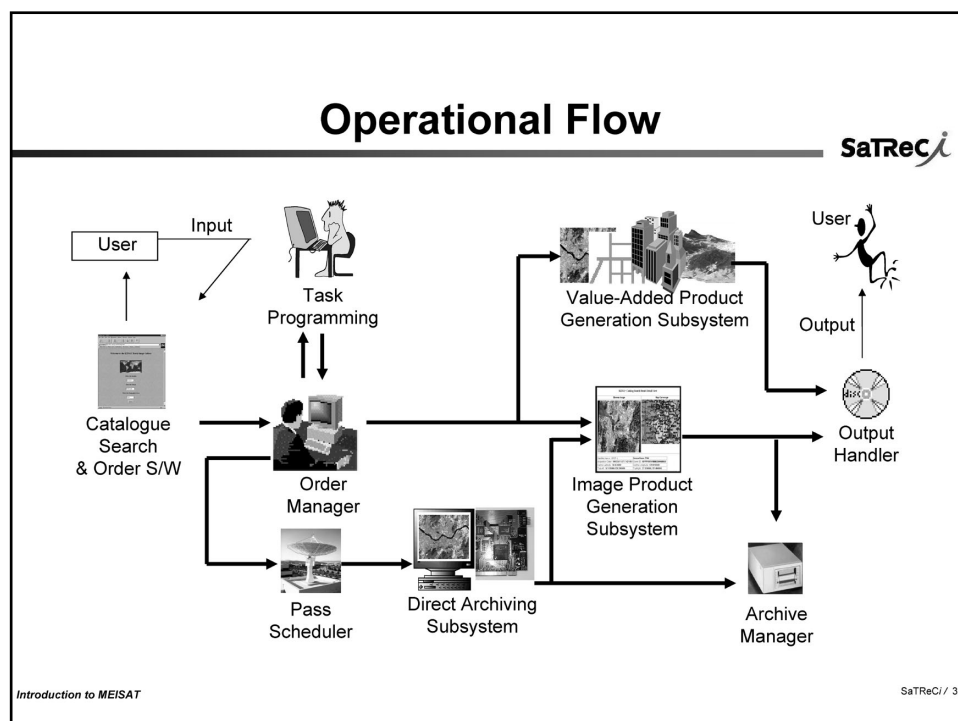 Operational Flow
SaTReCi
User
Input
Task
Programming
Catalogue
Search
& Order S/W
Order
Manager
Pass
Scheduler
Direct Archiving
Subsystem
Value-Added Product
Generation Subsystem
Image Product
Generation
Subsystem
User
Output
disc
Output
Handler
Archive
Manager
Introduction to MEISAT
SaTReCi / 3